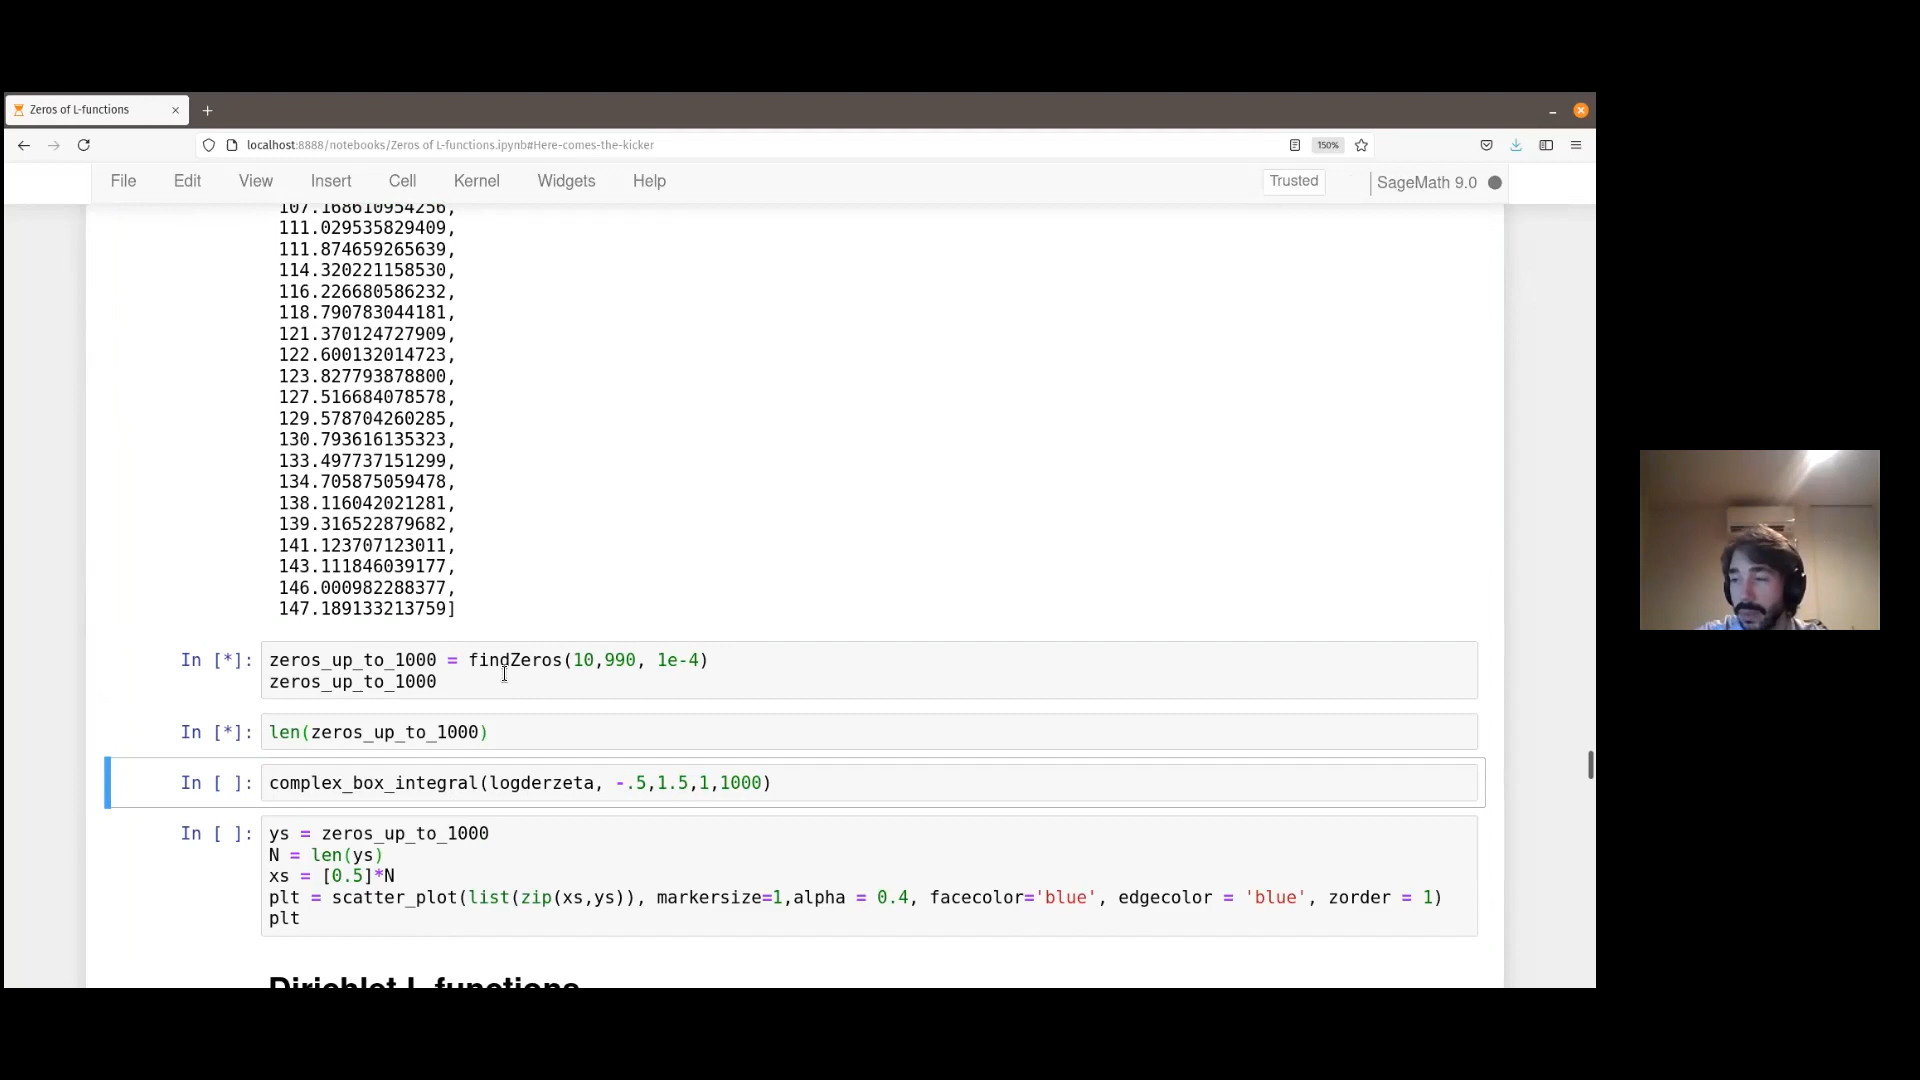 Zeros of L-functions
localhost:8888/notebooks/Zeros of L-functions.ipynb#Here-comes-the-kicker
150%
File Edit View Insert Cell Kernel Widgets Help
Trusted
SageMath 9.0
107.168610954256,
111.029535829409,
111.874659265639,
114.320221158530,
116.226680586232,
118.790783044181,
121.370124727909,
122.600132014723,
123.827793878800,
127.516684078578,
129.578704260285,
130.793616135323,
133.497737151299,
134.705875059478,
138.116042021281,
139.316522879682,
141.123707123011,
143.111846039177,
146.000982288377,
147.189133213759]
In [*]: zeros_up_to_1000 = findZeros(10,990, 1e-4)
zeros_up_to_1000
In [*]: len(zeros_up_to_1000)
In [ ]: complex_box_integral(logderzeta, -.5,1.5,1,1000)
In [ ]: ys = zeros_up_to_1000
N = len(ys)
xs = [0.5]*N
plt = scatter_plot(list(zip(xs,ys)), markersize=1,alpha = 0.4, facecolor='blue', edgecolor = 'blue', zorder = 1)
plt
Dirichlet L-functions